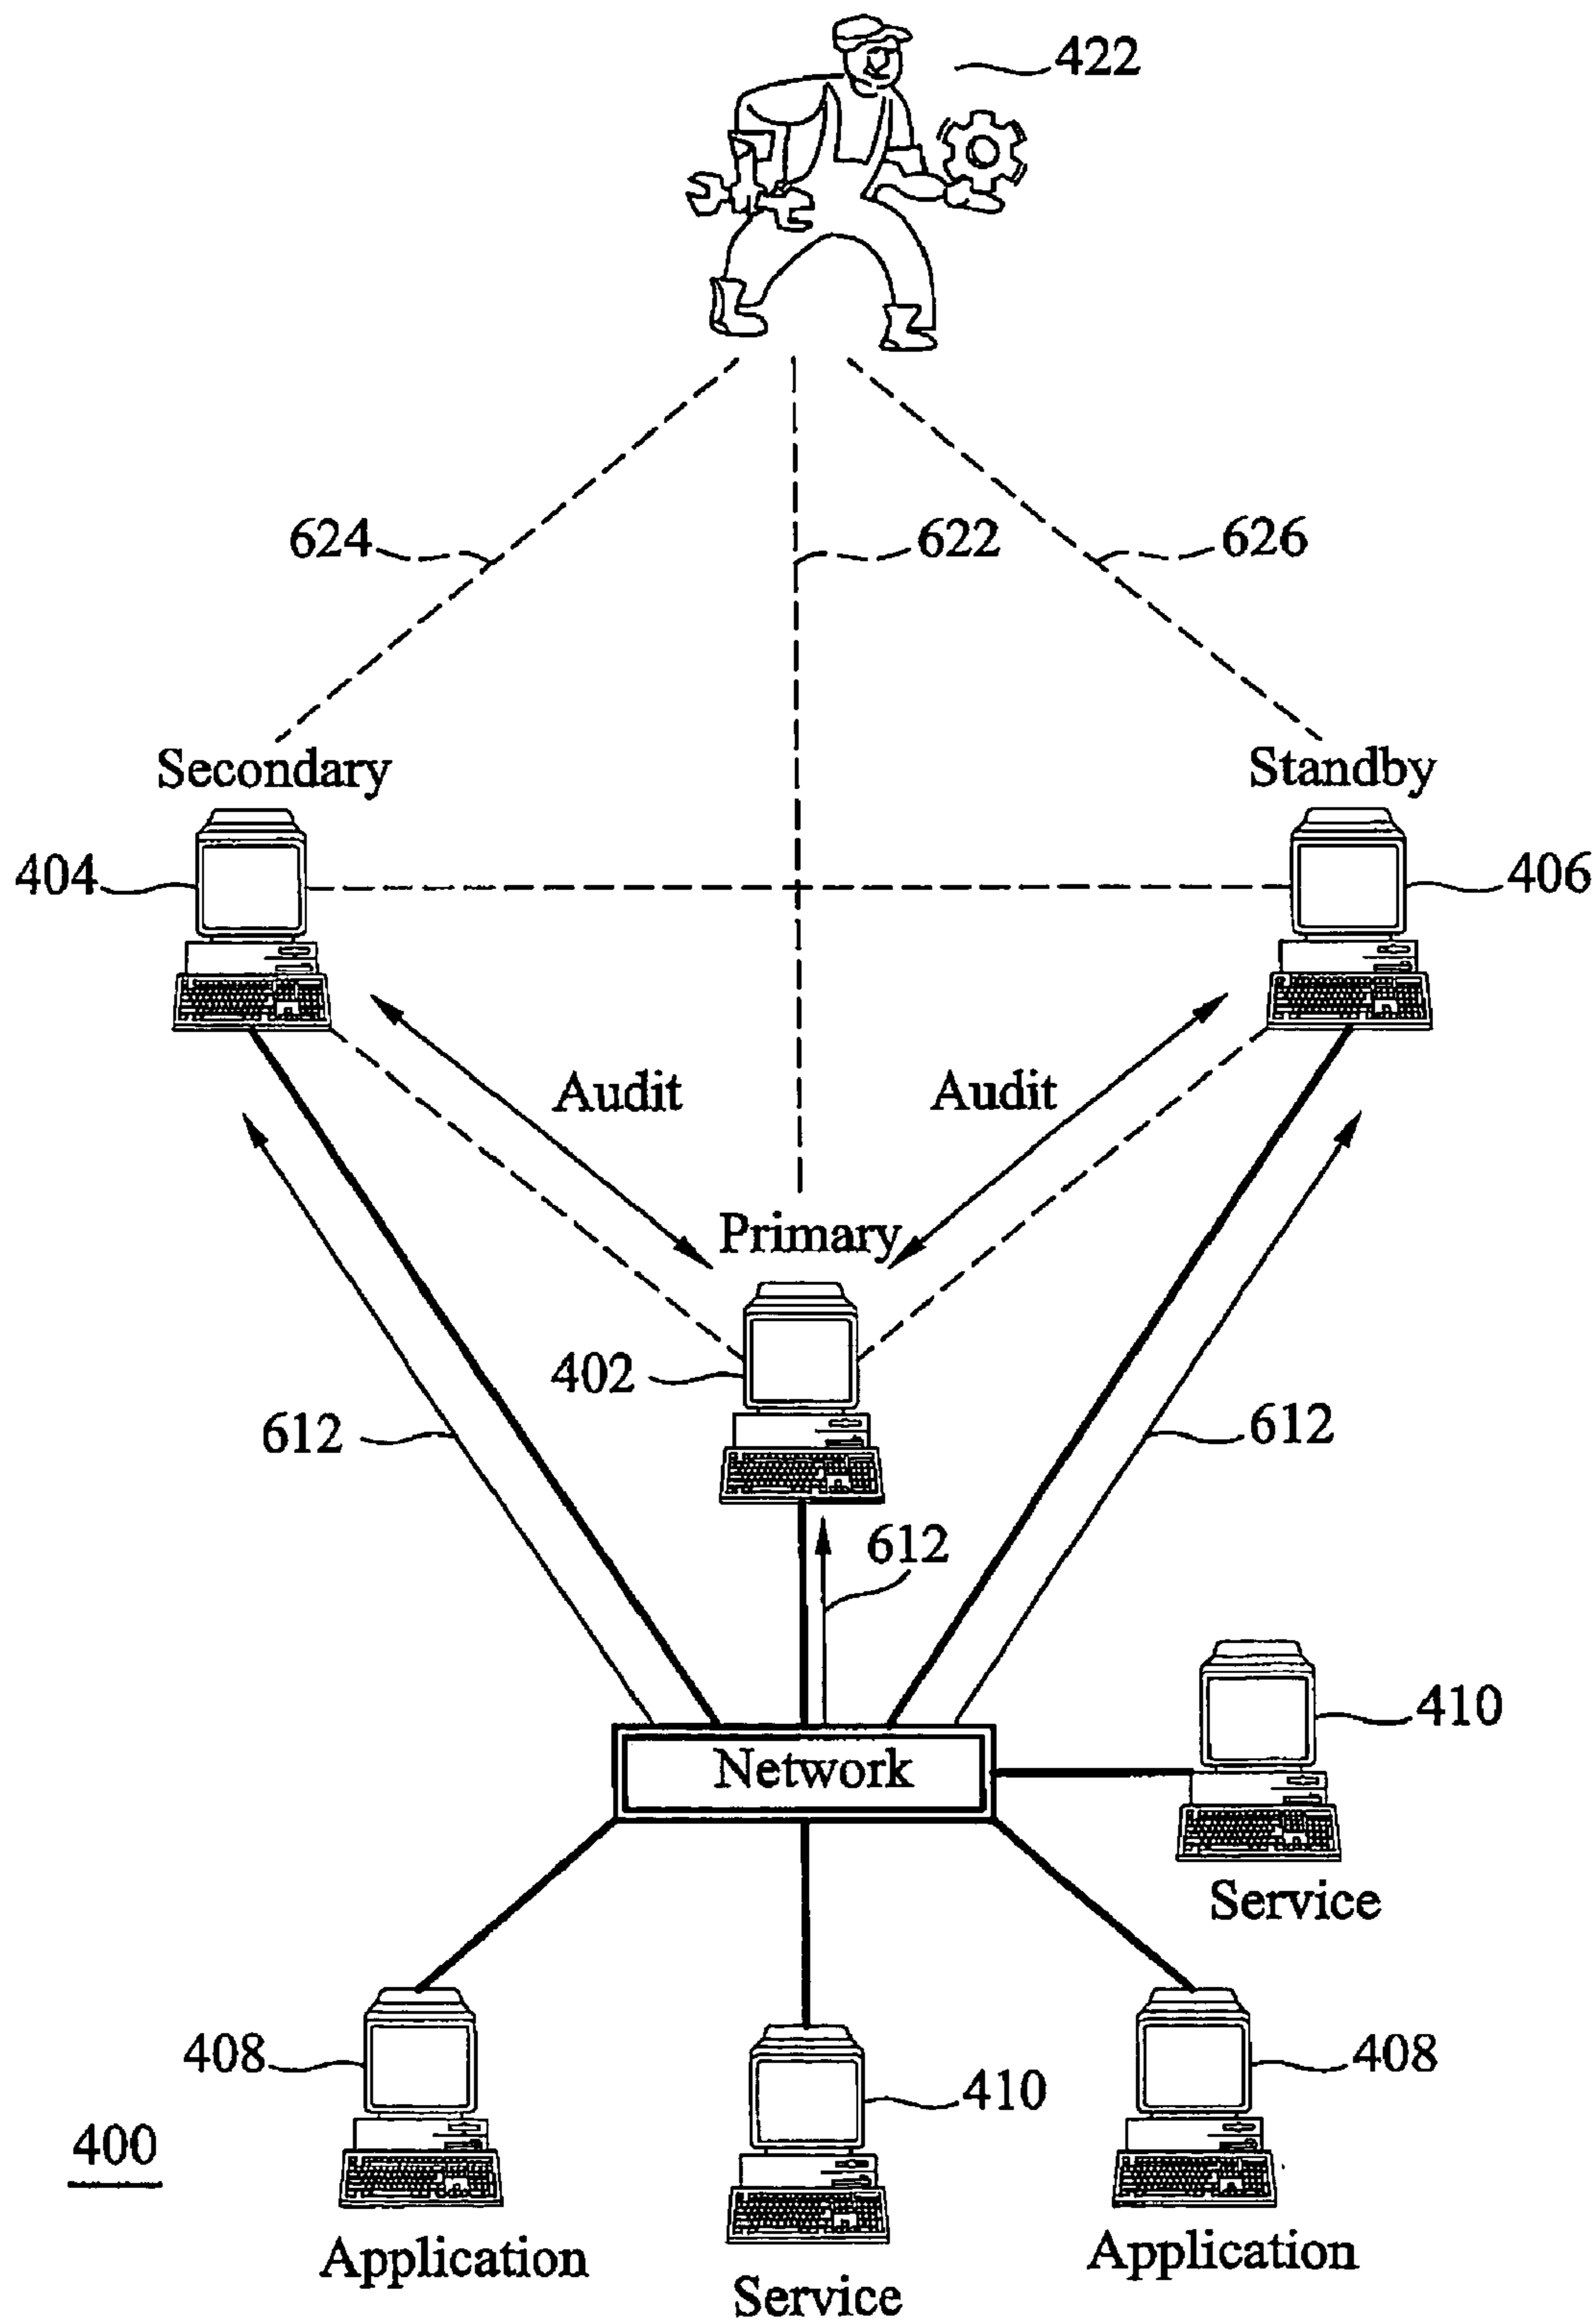 422
624
622
626
Secondary
Standby
404
406
Audit
Audit
Primary
402
612
612
612
410
Network
Service
408
410
408
400
Application
Service
Application